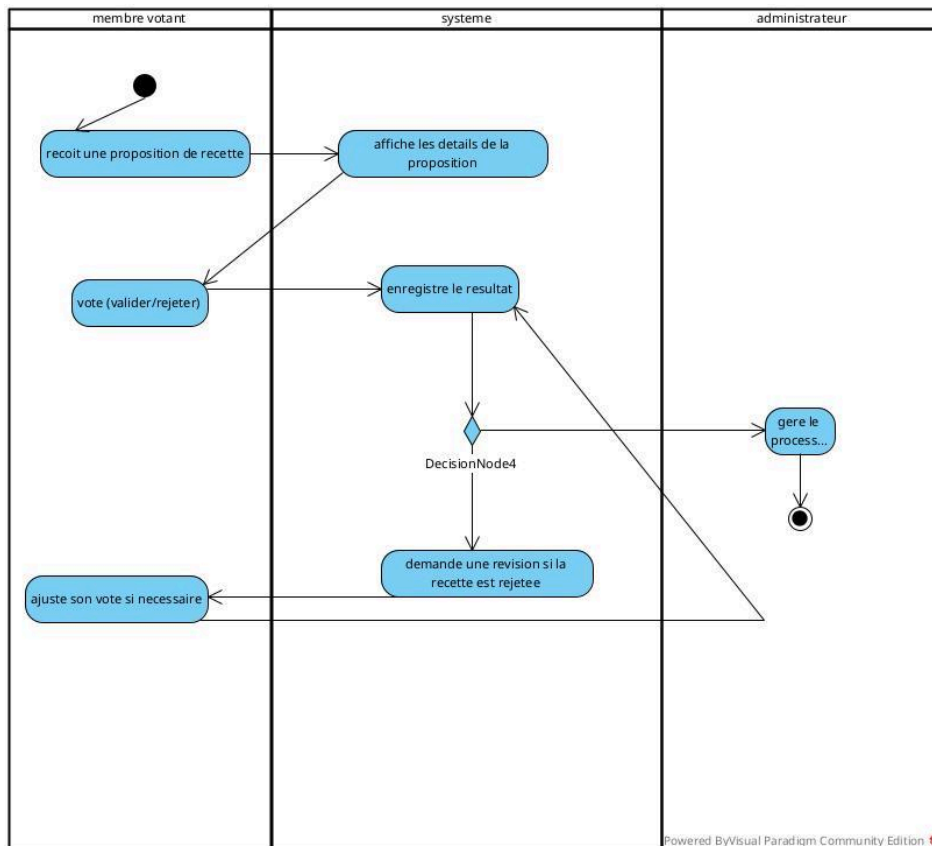 membre votant
systeme
administrateur
recoit une proposition de recette
affiche les details de la
proposition
vote (valider/rejeter)
enregistre le resultat
gere le
process...
DecisionNode4
demande une revision si la
recette est rejetee
ajuste son vote si necessaire
Powered ByVisual Paradigm Community Edition